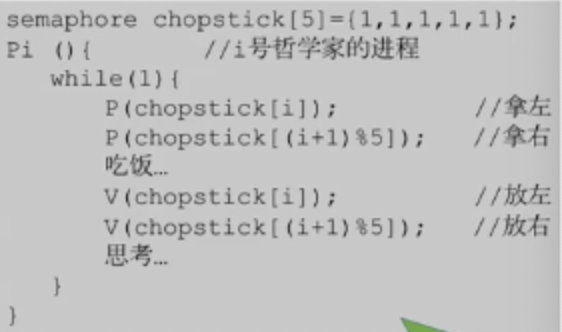 semaphore chopstick[5]={1,1,1,1,1};
Pi (){ //i号哲学家的进程
while(1){
P(chopstick[i]); //拿左
P(chopstick[(i+1)%5]); //拿右
吃饭…
V(chopstick[i]); //放左
V(chopstick[(i+1)%5]); //放右
思考…
}
}